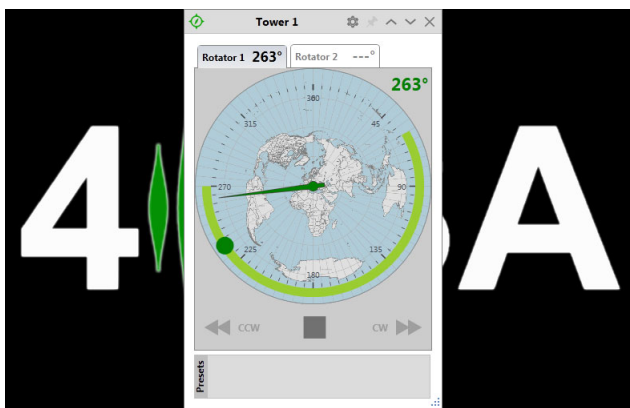 Tower 1
Rotator 1 263° Rotator 2 ---°
263°
360
315 45
270 90
225 135
180
CCW CW
Presets
4 A